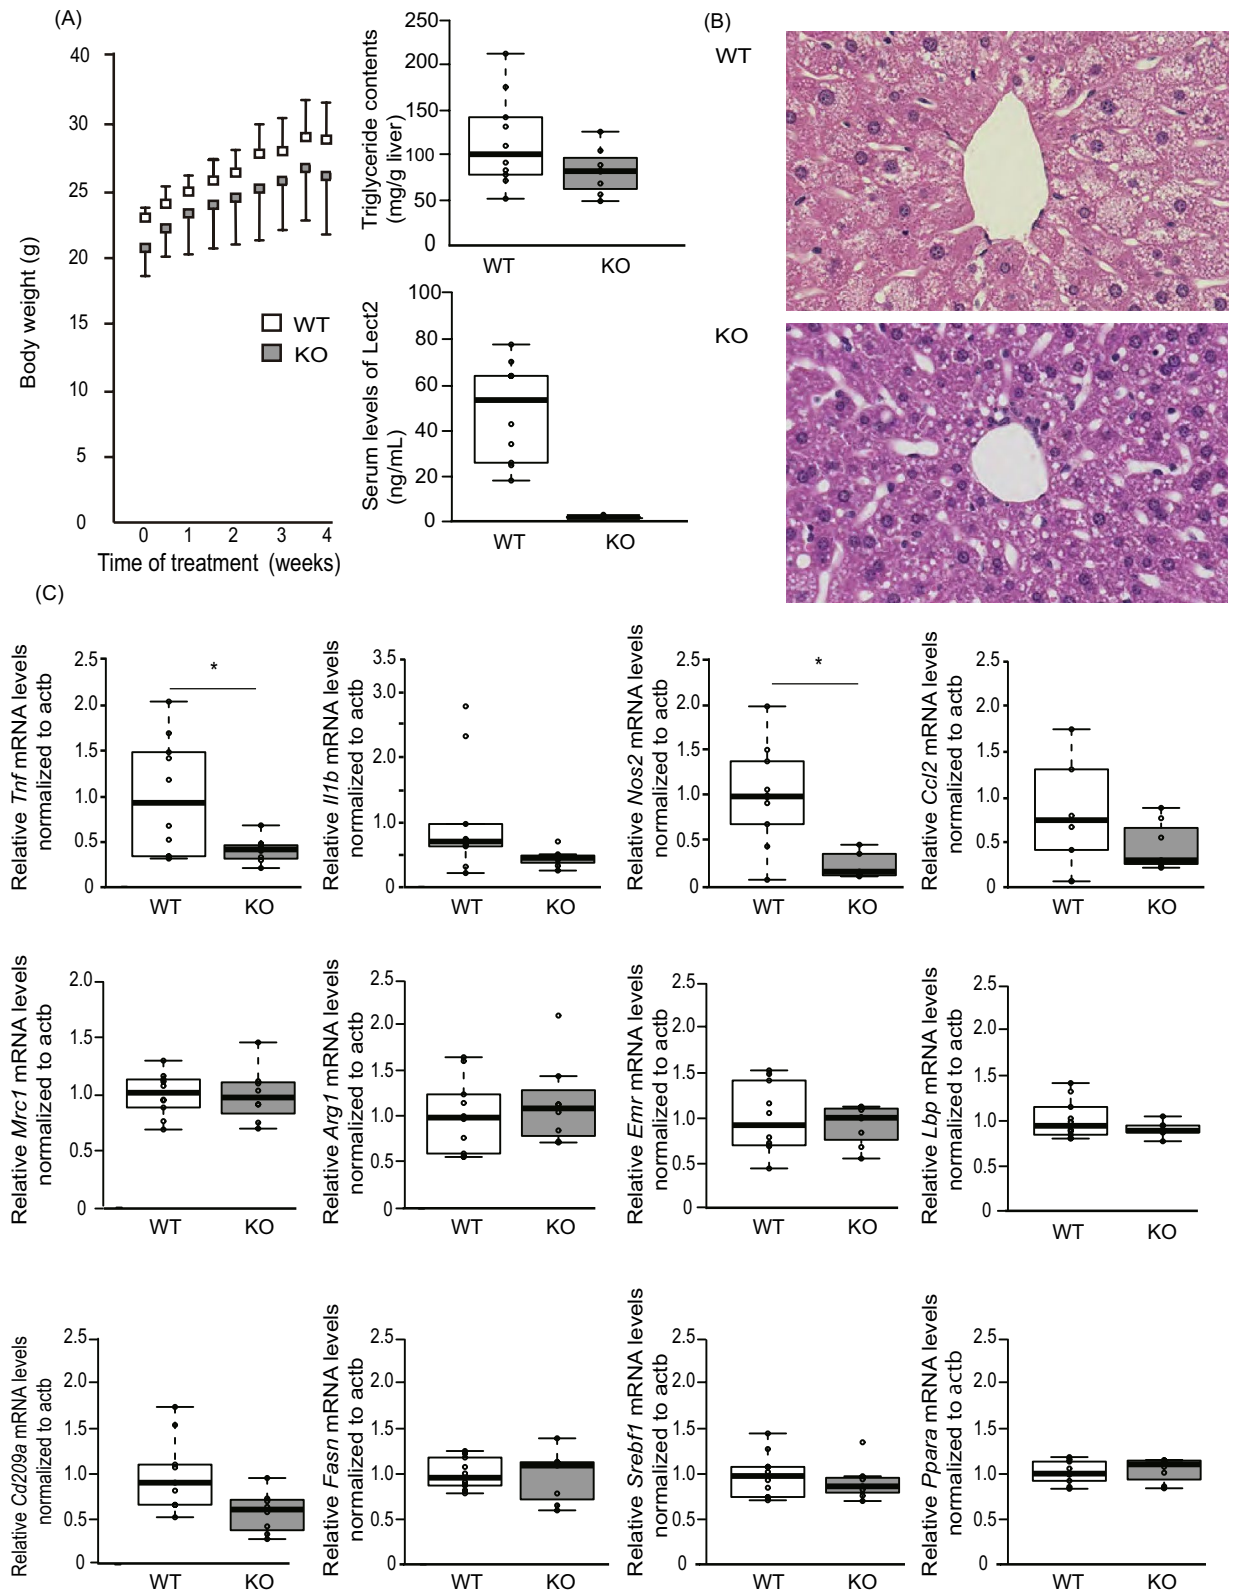 (A)
40
30
25
20
15
10
5
0
Body weight (g)
WT
KO
0 1 2 3 4
Time of treatment (weeks)
250
200
150
100
50
0
Triglyceride contents
(mg/g liver)
WT KO
100
80
60
40
20
0
Serum levels of Lect2
(ng/mL)
WT KO
(B)
WT
KO
(C)
Relative Tnf mRNA levels
normalized to actb
2.5
2.0
1.5
1.0
0.5
0
*
WT KO
Relative Il1b mRNA levels
normalized to actb
3.5
3.0
2.0
1.0
0
WT KO
Relative Nos2 mRNA levels
normalized to actb
2.5
2.0
1.5
1.0
0.5
0
*
WT KO
Relative Ccl2 mRNA levels
normalized to actb
2.5
2.0
1.5
1.0
0.5
0
WT KO
Relative Mrc1 mRNA levels
normalized to actb
2.0
1.5
1.0
0.5
0
WT KO
Relative Arg1 mRNA levels
normalized to actb
2.5
2.0
1.5
1.0
0.5
0
WT KO
Relative Emr mRNA levels
normalized to actb
2.5
2.0
1.5
1.0
0.5
0
WT KO
Relative Lbp mRNA levels
normalized to actb
2.5
2.0
1.5
1.0
0.5
0
WT KO
Relative Cd209a mRNA levels
normalized to actb
2.5
2.0
1.5
1.0
0.5
0
WT KO
Relative Fasn mRNA levels
normalized to actb
2.5
2.0
1.5
1.0
0.5
0
WT KO
Relative Srebf1 mRNA levels
normalized to actb
2.5
2.0
1.5
1.0
0.5
0
WT KO
Relative Ppara mRNA levels
normalized to actb
2.5
2.0
1.5
1.0
0.5
0
WT KO